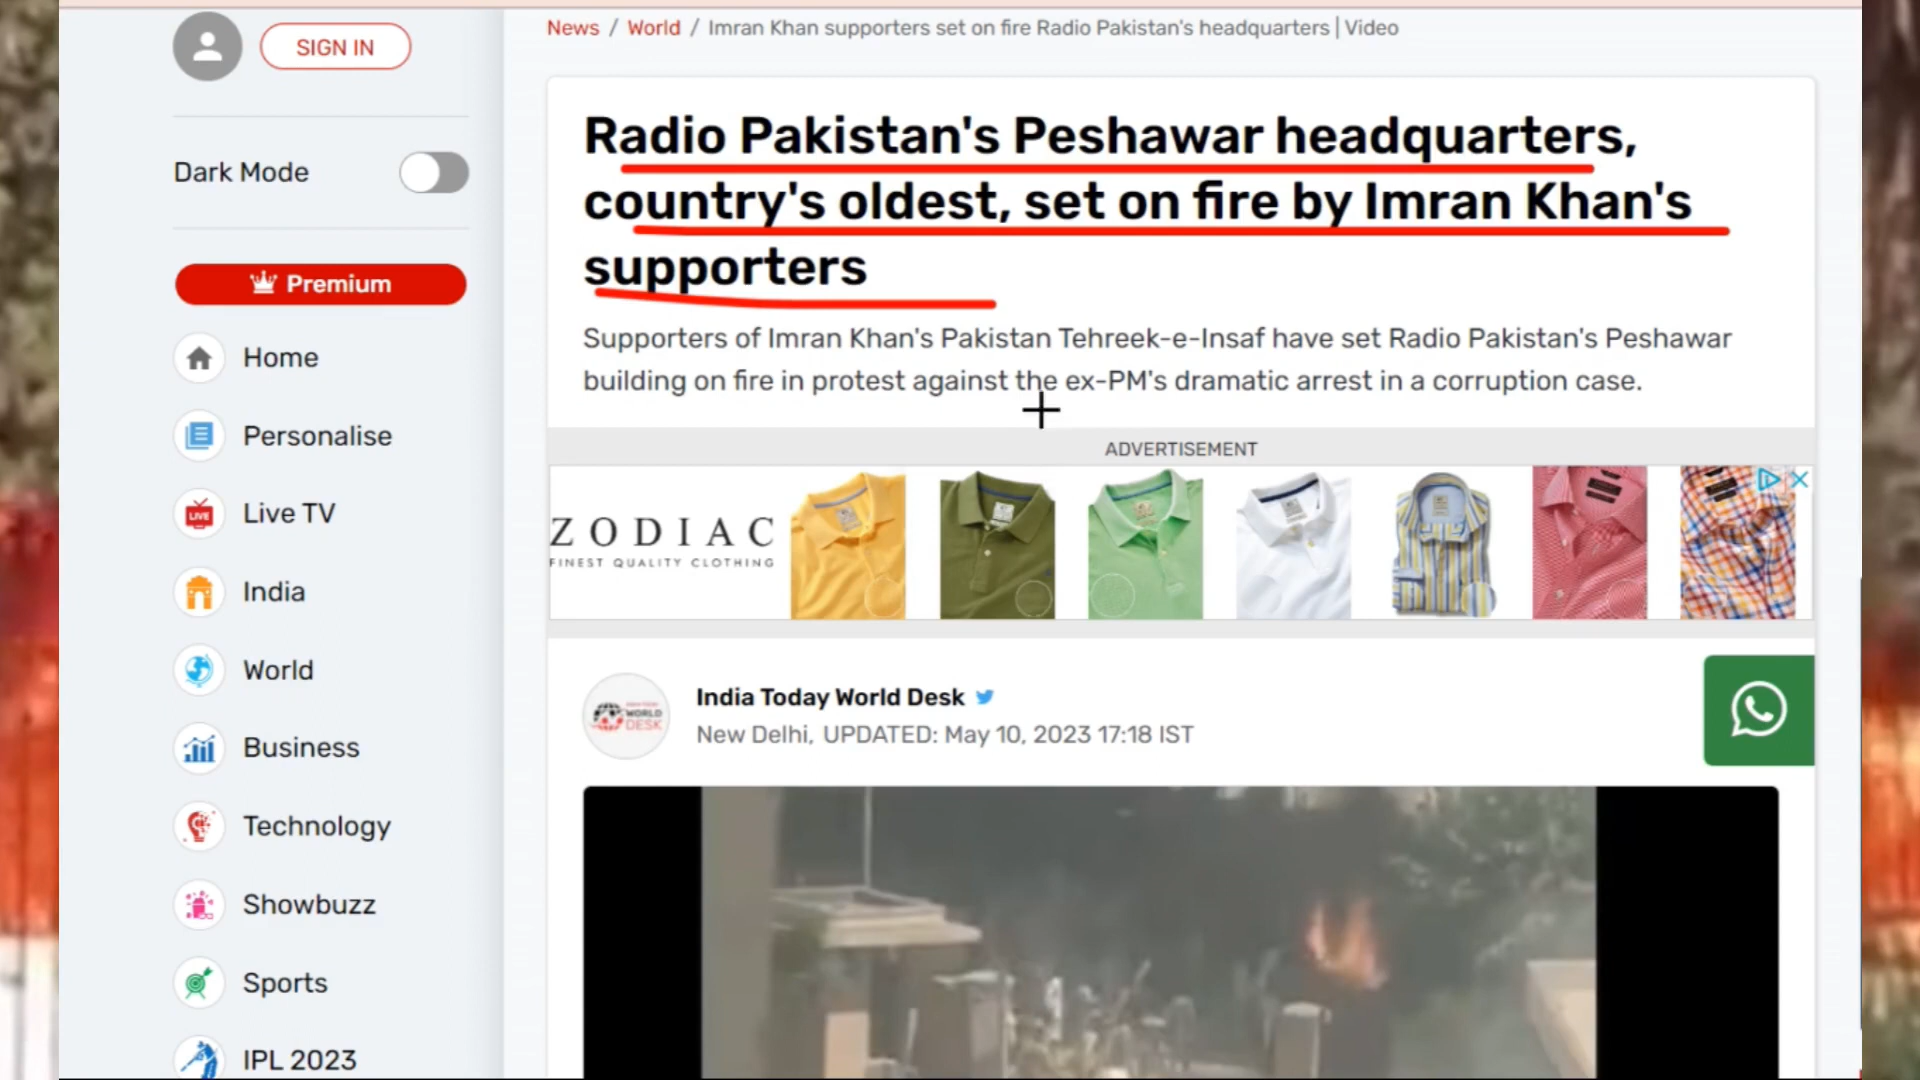 SIGN IN
Dark Mode
Premium
Home
Personalise
LIVE
Live TV
India
World
Business
Technology
Showbuzz
Sports
IPL 2023
News / World / Imran Khan supporters set on fire Radio Pakistan's headquarters | Video
Radio Pakistan's Peshawar headquarters,
country's oldest, set on fire by Imran Khan's
supporters
Supporters of Imran Khan's Pakistan Tehreek-e-Insaf have set Radio Pakistan's Peshawar
building on fire in protest against the ex-PM's dramatic arrest in a corruption case.
ADVERTISEMENT
ZODIAC
FINEST QUALITY CLOTHING
WORLD
DESK
India Today World Desk
New Delhi, UPDATED: May 10, 2023 17:18 IST